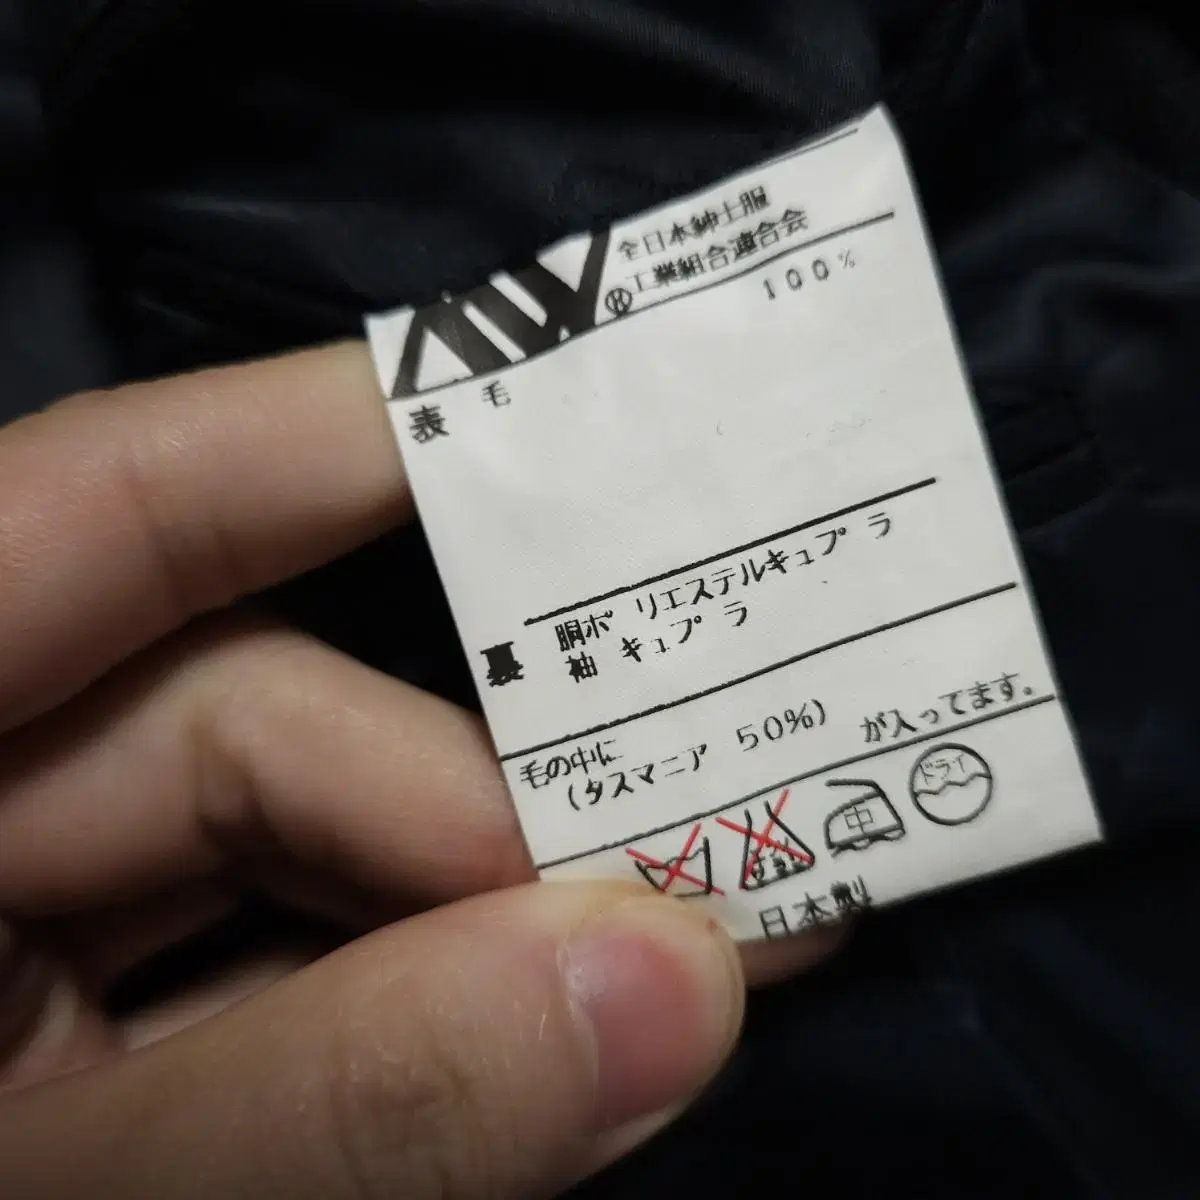 全日本紳士服
® 工業組合連合会
表 毛 100%
裏 胴ポリエステルキュプラ
袖 キュプラ
毛の中に
(タスマニア 50%) が入ってます。
中 ドライ
日本製